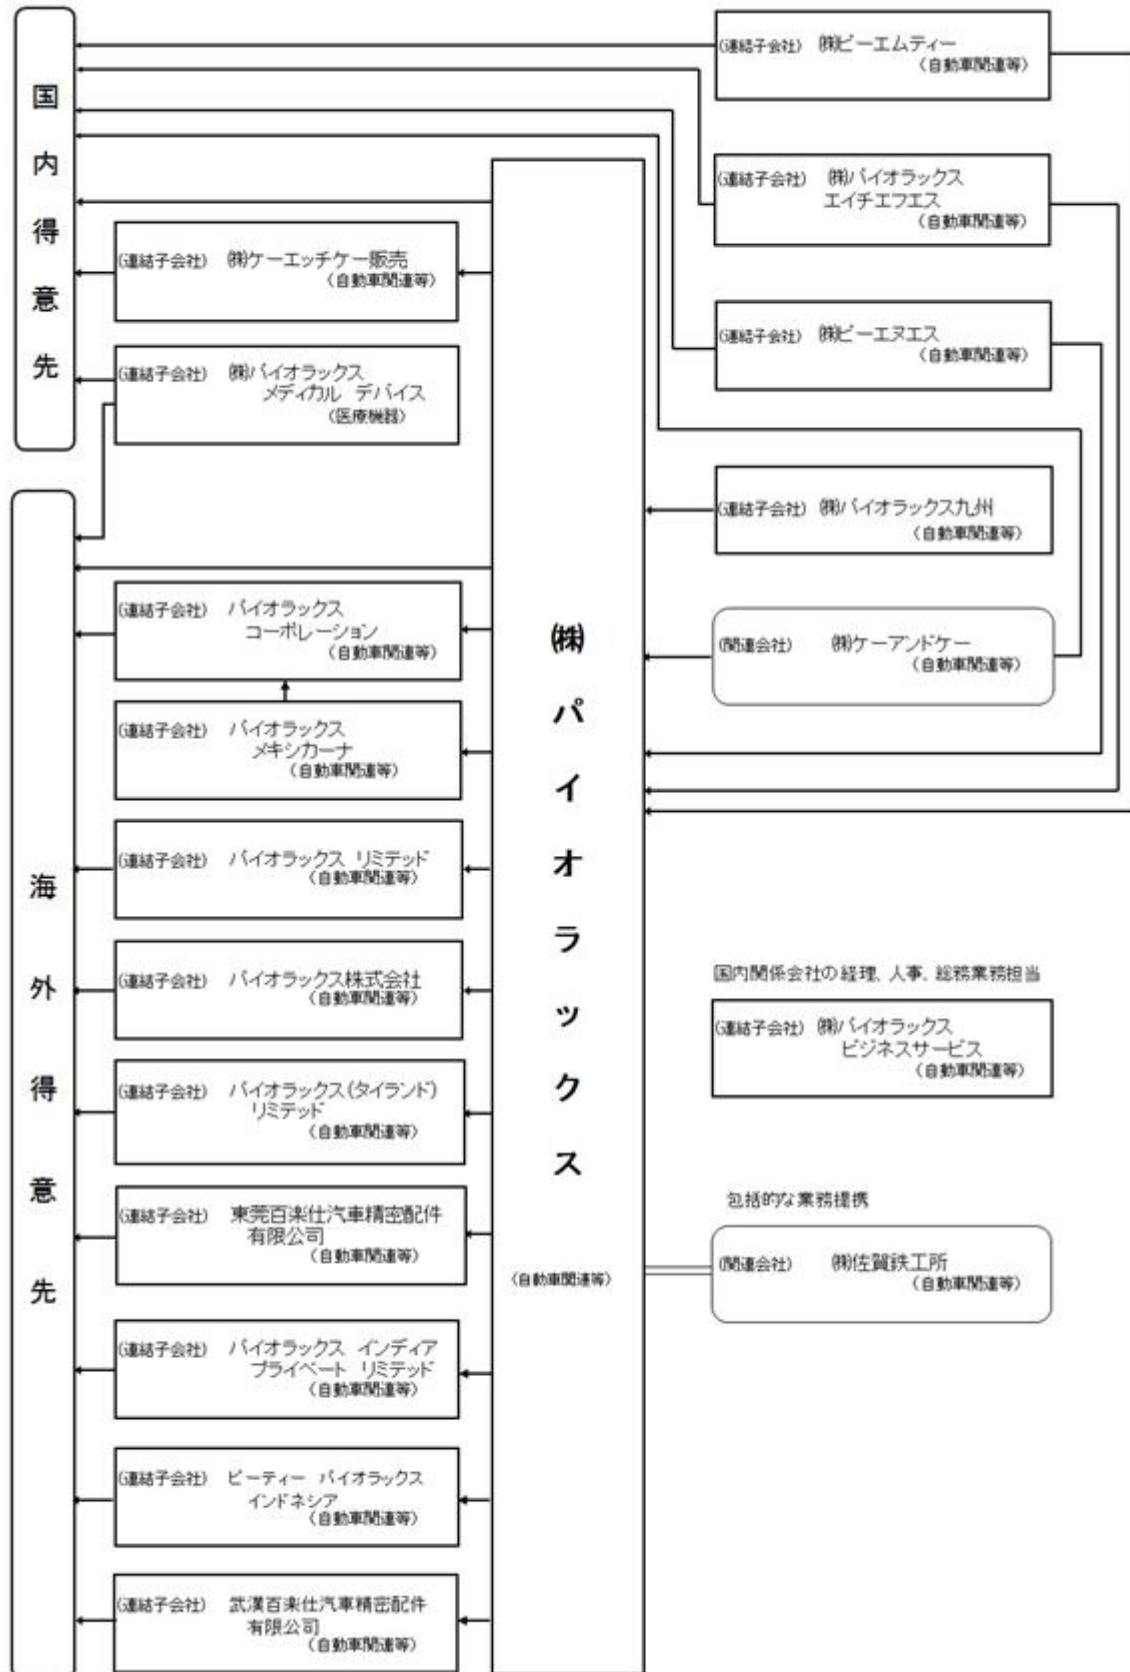 国内得意先
(連結子会社) ㈱ケーエッチケー販売
(自動車関連等)
(連結子会社) ㈱パイオラックス
メディカル デバイス
(医療機器)
海外得意先
(連結子会社) パイオラックス
コーポレーション
(自動車関連等)
(連結子会社) パイオラックス
メキシカーナ
(自動車関連等)
(連結子会社) パイオラックス リミテッド
(自動車関連等)
(連結子会社) パイオラックス株式会社
(自動車関連等)
(連結子会社) パイオラックス(タイランド)
リミテッド
(自動車関連等)
(連結子会社) 東莞百楽仕汽車精密配件
有限公司
(自動車関連等)
(連結子会社) パイオラックス インディア
プライベート リミテッド
(自動車関連等)
(連結子会社) ピーティー パイオラックス
インドネシア
(自動車関連等)
(連結子会社) 武漢百楽仕汽車精密配件
有限公司
(自動車関連等)
㈱パイオラックス
(自動車関連等)
(連結子会社) ㈱ピーエムティー
(自動車関連等)
(連結子会社) ㈱パイオラックス
エイチエフエス
(自動車関連等)
(連結子会社) ㈱ピーエヌエス
(自動車関連等)
(連結子会社) ㈱パイオラックス九州
(自動車関連等)
(関連会社) ㈱ケーアンドケー
(自動車関連等)
国内関係会社の経理、人事、総務業務担当
(連結子会社) ㈱パイオラックス
ビジネスサービス
(自動車関連等)
包括的な業務提携
(関連会社) ㈱佐賀鉄工所
(自動車関連等)